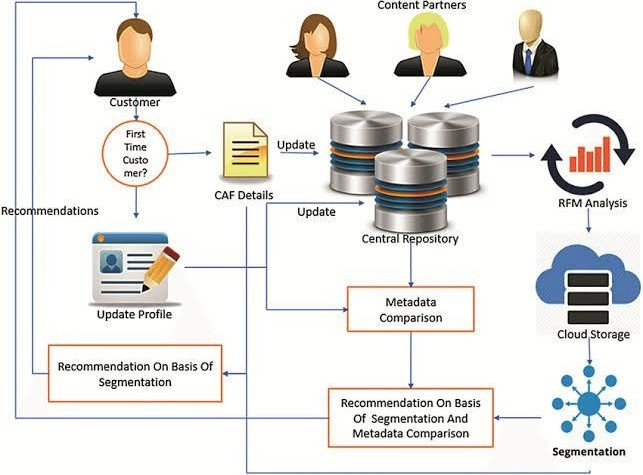 Content Partners
Customer
First
Time
Custo
mer?
Update
CAF Details
RFM Analysis
Recommendations
Update
Central Repository
Update Profile
Metadata
Comparison
Cloud Storage
Recommendation On Basis Of
Segmentation
Recommendation On Basis
Of Segmentation And
Metadata Comparison
Segmentation